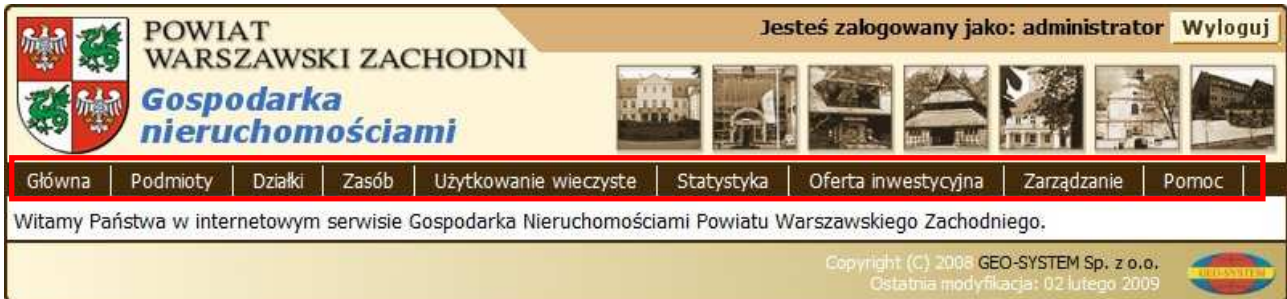 POWIAT
WARSZAWSKI ZACHODNI
Gospodarka
nieruchomościami
Jesteś zalogowany jako: administrator Wyloguj
Główna Podmioty Działki Zasób Użytkowanie wieczyste Statystyka Oferta inwestycyjna Zarządzanie Pomoc
Witamy Państwa w internetowym serwisie Gospodarka Nieruchomościami Powiatu Warszawskiego Zachodniego.
Copyright (C) 2008 GEO-SYSTEM Sp. z o.o.
Ostatnia modyfikacja: 02 lutego 2009
GEO-SYSTEM